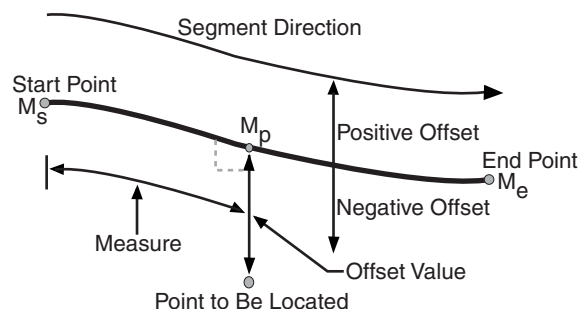 Segment Direction
Start Point
Ms
Mp
Positive Offset
End Point
Me
Negative Offset
Measure
Offset Value
Point to Be Located